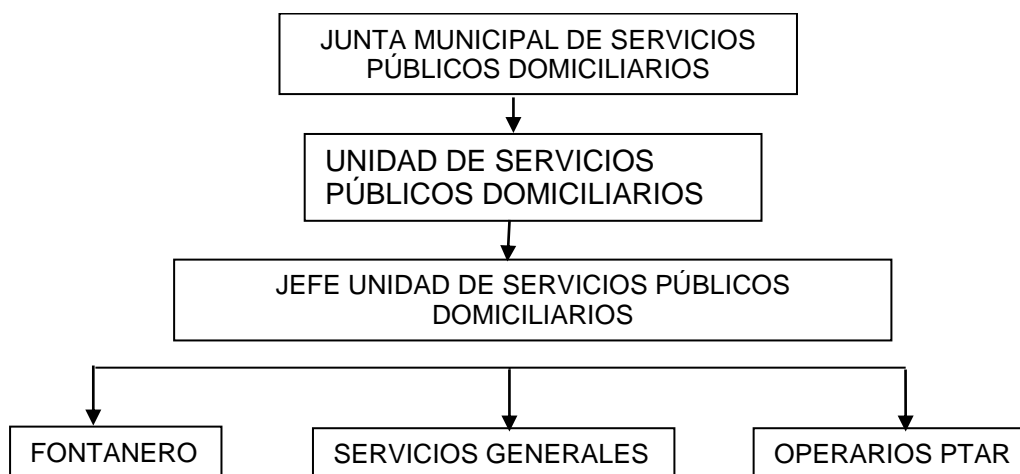 JUNTA MUNICIPAL DE SERVICIOS
PÚBLICOS DOMICILIARIOS
UNIDAD DE SERVICIOS
PÚBLICOS DOMICILIARIOS
JEFE UNIDAD DE SERVICIOS PÚBLICOS
DOMICILIARIOS
FONTANERO
SERVICIOS GENERALES
OPERARIOS PTAR